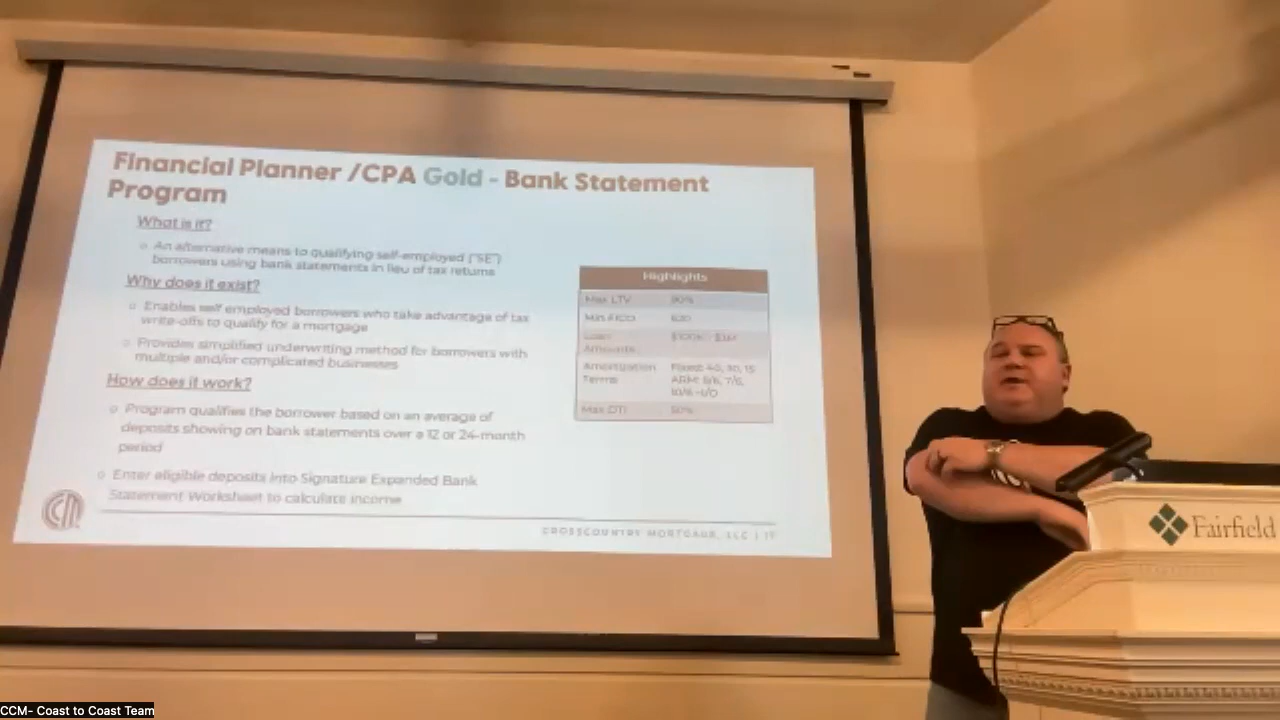 Financial Planner /CPA Gold - Bank Statement
Program
What is it?
An alternative means to qualifying self-employed ("SE")
borrowers using bank statements in lieu of tax returns
Why does it exist?
Enables self employed borrowers who take advantage of tax
write-offs to qualify for a mortgage
Provides simplified underwriting method for borrowers with
multiple and/or complicated businesses
How does it work?
Program qualifies the borrower based on an average of
deposits showing on bank statements over a 12 or 24-month
period
Enter eligible deposits into Signature Expanded Bank
Statement Worksheet to calculate income
Highlights
Max LTV 90%
Min FICO
Loan
Amounts
Amortization Fixed: 40, 30, 15
Terms ARM: 5/6, 7/6,
10/6
Max DTI 50%
CROSSCOUNTRY MORTGAGE, LLC |
Fairfield
CCM- Coast to Coast Team